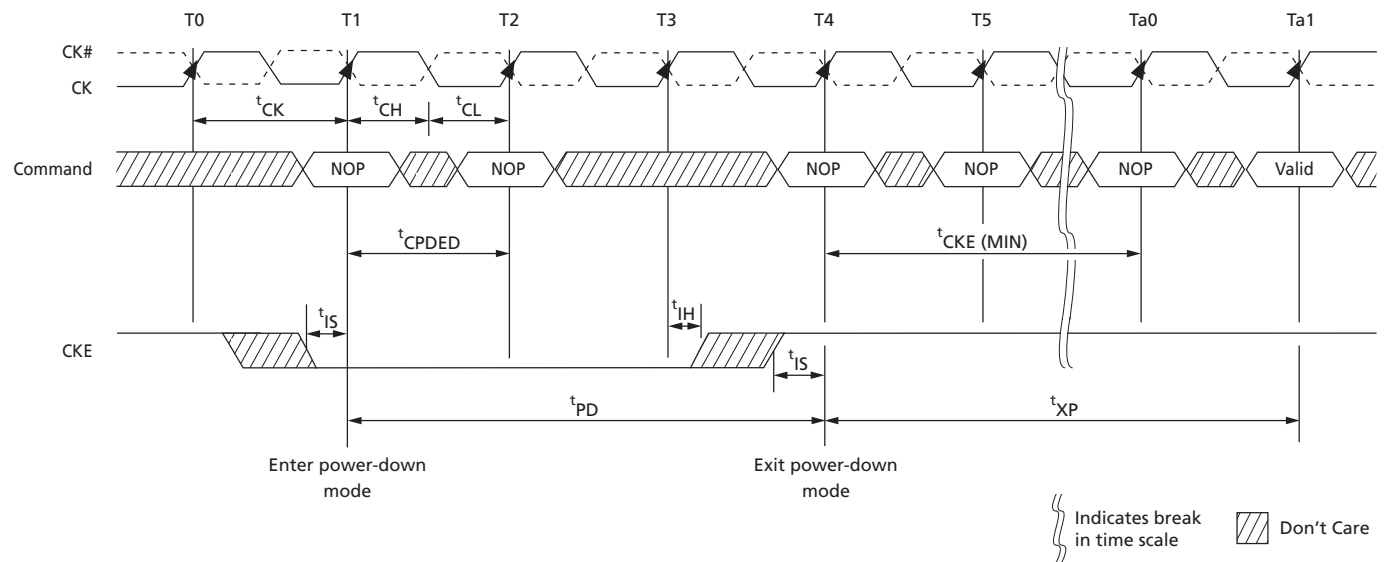 T0 T1 T2 T3 T4 T5 Ta0 Ta1
CK#
CK
tCK tCH tCL
Command NOP NOP NOP NOP NOP Valid
tCPDED tCKE (MIN)
tIS tIH
CKE
tIS
tPD tXP
Enter power-down
mode
Exit power-down
mode
Indicates break
in time scale
Don't Care